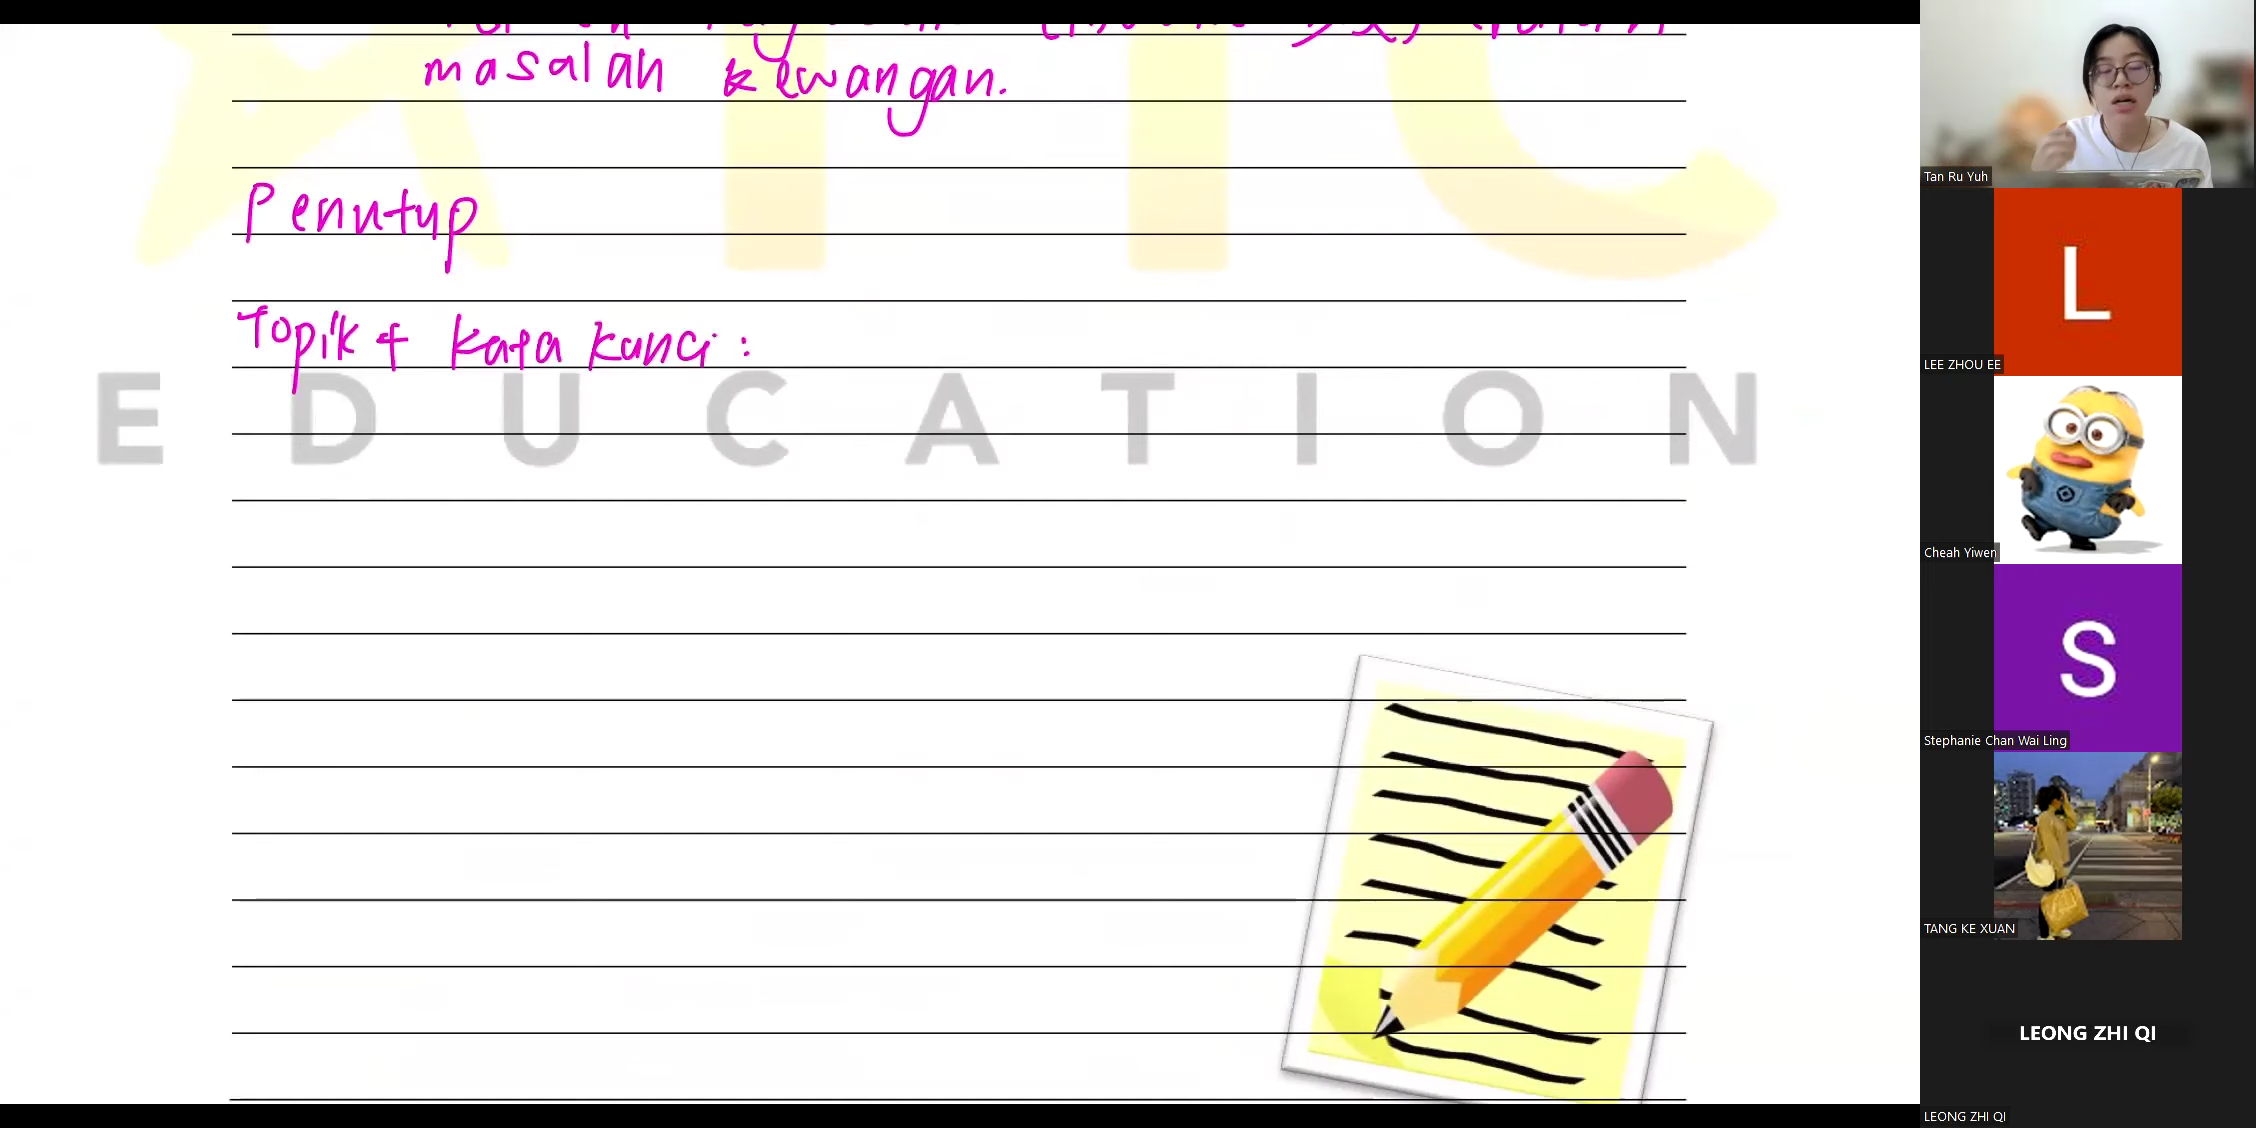 masalah kewangan.
Penutup
Topik + kata kunci :
EDUCATION
Tan Ru Yuh
L
LEE ZHOU EE
Cheah Yiwen
S
Stephanie Chan Wai Ling
TANG KE XUAN
LEONG ZHI QI
LEONG ZHI QI